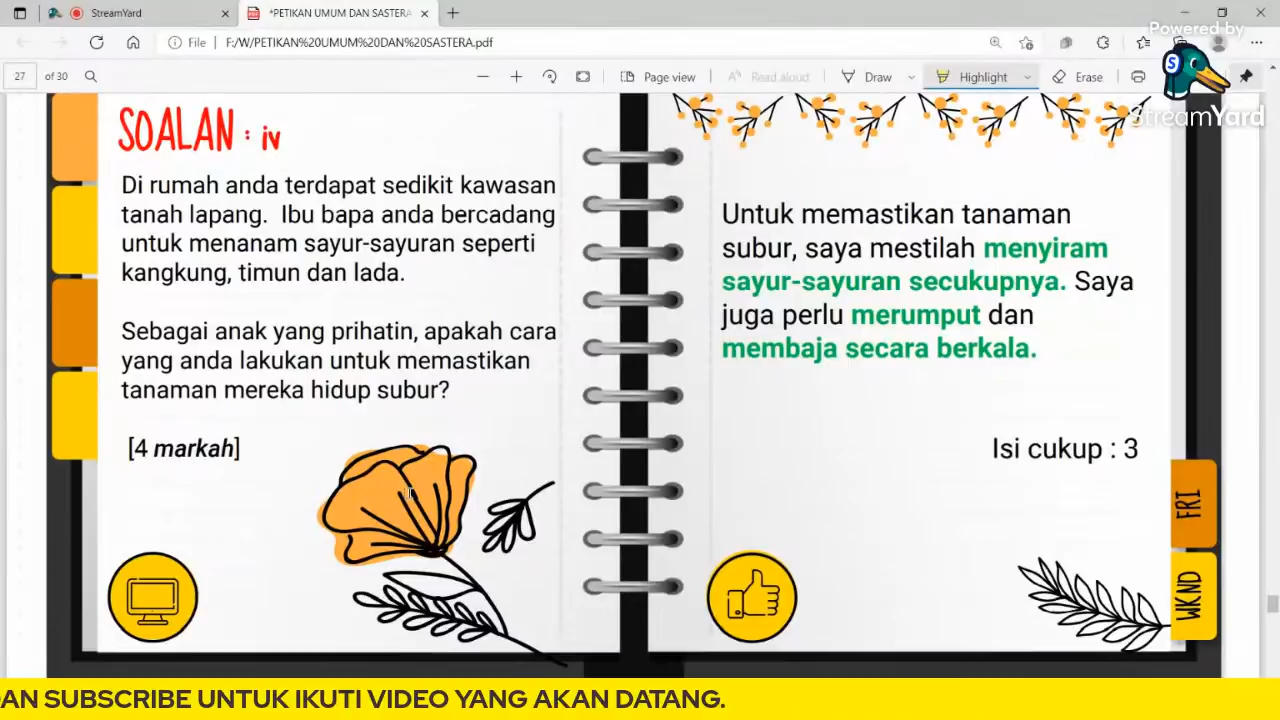 StreamYard
*PETIKAN UMUM DAN SASTERA
Powered by
StreamYard
File
F:/W/PETIKAN%20UMUM%20DAN%20SASTERA.pdf
27
of 30
Page view
Read aloud
Draw
Highlight
Erase
SOALAN : iv
Di rumah anda terdapat sedikit kawasan
tanah lapang. Ibu bapa anda bercadang
untuk menanam sayur-sayuran seperti
kangkung, timun dan lada.
Sebagai anak yang prihatin, apakah cara
yang anda lakukan untuk memastikan
tanaman mereka hidup subur?
[4 markah]
Untuk memastikan tanaman
subur, saya mestilah menyiram
sayur-sayuran secukupnya. Saya
juga perlu merumput dan
membaja secara berkala.
Isi cukup : 3
FRI
WKND
DAN SUBSCRIBE UNTUK IKUTI VIDEO YANG AKAN DATANG.